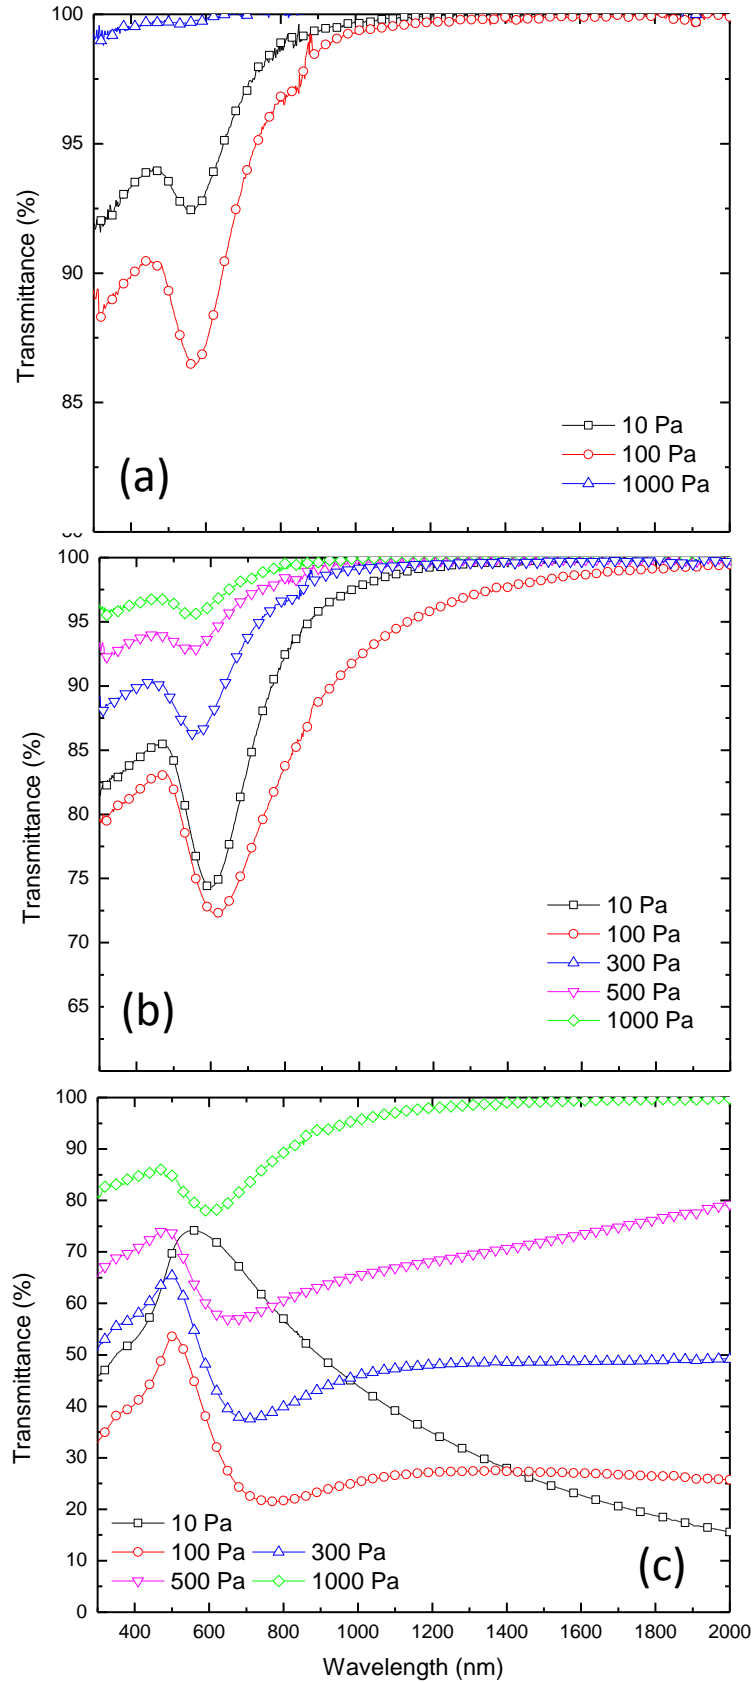 100
95
90
85
80
Transmittance (%)
(a)
10 Pa
100 Pa
1000 Pa
100
95
90
85
80
75
70
65
Transmittance (%)
(b)
10 Pa
100 Pa
300 Pa
500 Pa
1000 Pa
100
90
80
70
60
50
40
30
20
10
0
Transmittance (%)
10 Pa
100 Pa 300 Pa
500 Pa 1000 Pa
(c)
400 600 800 1000 1200 1400 1600 1800 2000
Wavelength (nm)